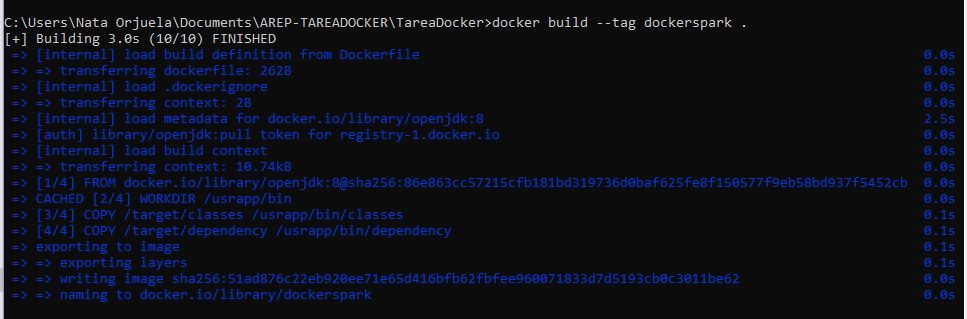 C:\Users\Nata Orjuela\Documents\AREP-TAREADOCKER\TareaDocker>docker build --tag dockerspark .
[+] Building 3.0s (10/10) FINISHED
=> [internal] load build definition from Dockerfile 0.0s
=> => transferring dockerfile: 262B 0.0s
=> [internal] load .dockerignore 0.0s
=> => transferring context: 2B 0.0s
=> [internal] load metadata for docker.io/library/openjdk:8 2.5s
=> [auth] library/openjdk:pull token for registry-1.docker.io 0.0s
=> [internal] load build context 0.0s
=> => transferring context: 10.74kB 0.0s
=> [1/4] FROM docker.io/library/openjdk:8@sha256:86e863cc57215cfb181bd319736d0baf625fe8f150577f9eb58bd937f5452cb 0.0s
=> CACHED [2/4] WORKDIR /usrapp/bin 0.0s
=> [3/4] COPY /target/classes /usrapp/bin/classes 0.1s
=> [4/4] COPY /target/dependency /usrapp/bin/dependency 0.1s
=> exporting to image 0.1s
=> => exporting layers 0.1s
=> => writing image sha256:51ad876c22eb920ee71e65d416bfb62fbfee960071833d7d5193cb0c3011be62 0.0s
=> => naming to docker.io/library/dockerspark 0.0s